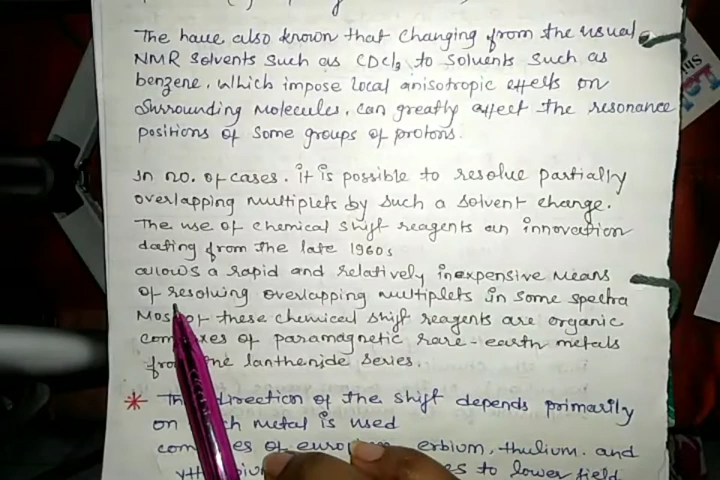 The have also known that changing from the usual
NMR solvents such as CDCl3 to solvents such as
benzene. which impose local anisotropic effects on
surrounding molecules. can greatly affect the resonance
positions of some groups of protons.
In no. of cases. it is possible to resolve partially
overlapping multiplets by such a solvent change.
The use of chemical shift reagents an innovation
dating from the late 1960s
allows a rapid and relatively inexpensive means
of resolving overlapping multiplets in some spectra
Most of these chemical shift reagents are organic
of paramagnetic rare-earth metals
lanthenide series.
* direction of the shift depends primarily
on metal is used
of erbium, thulium. and
to lower field